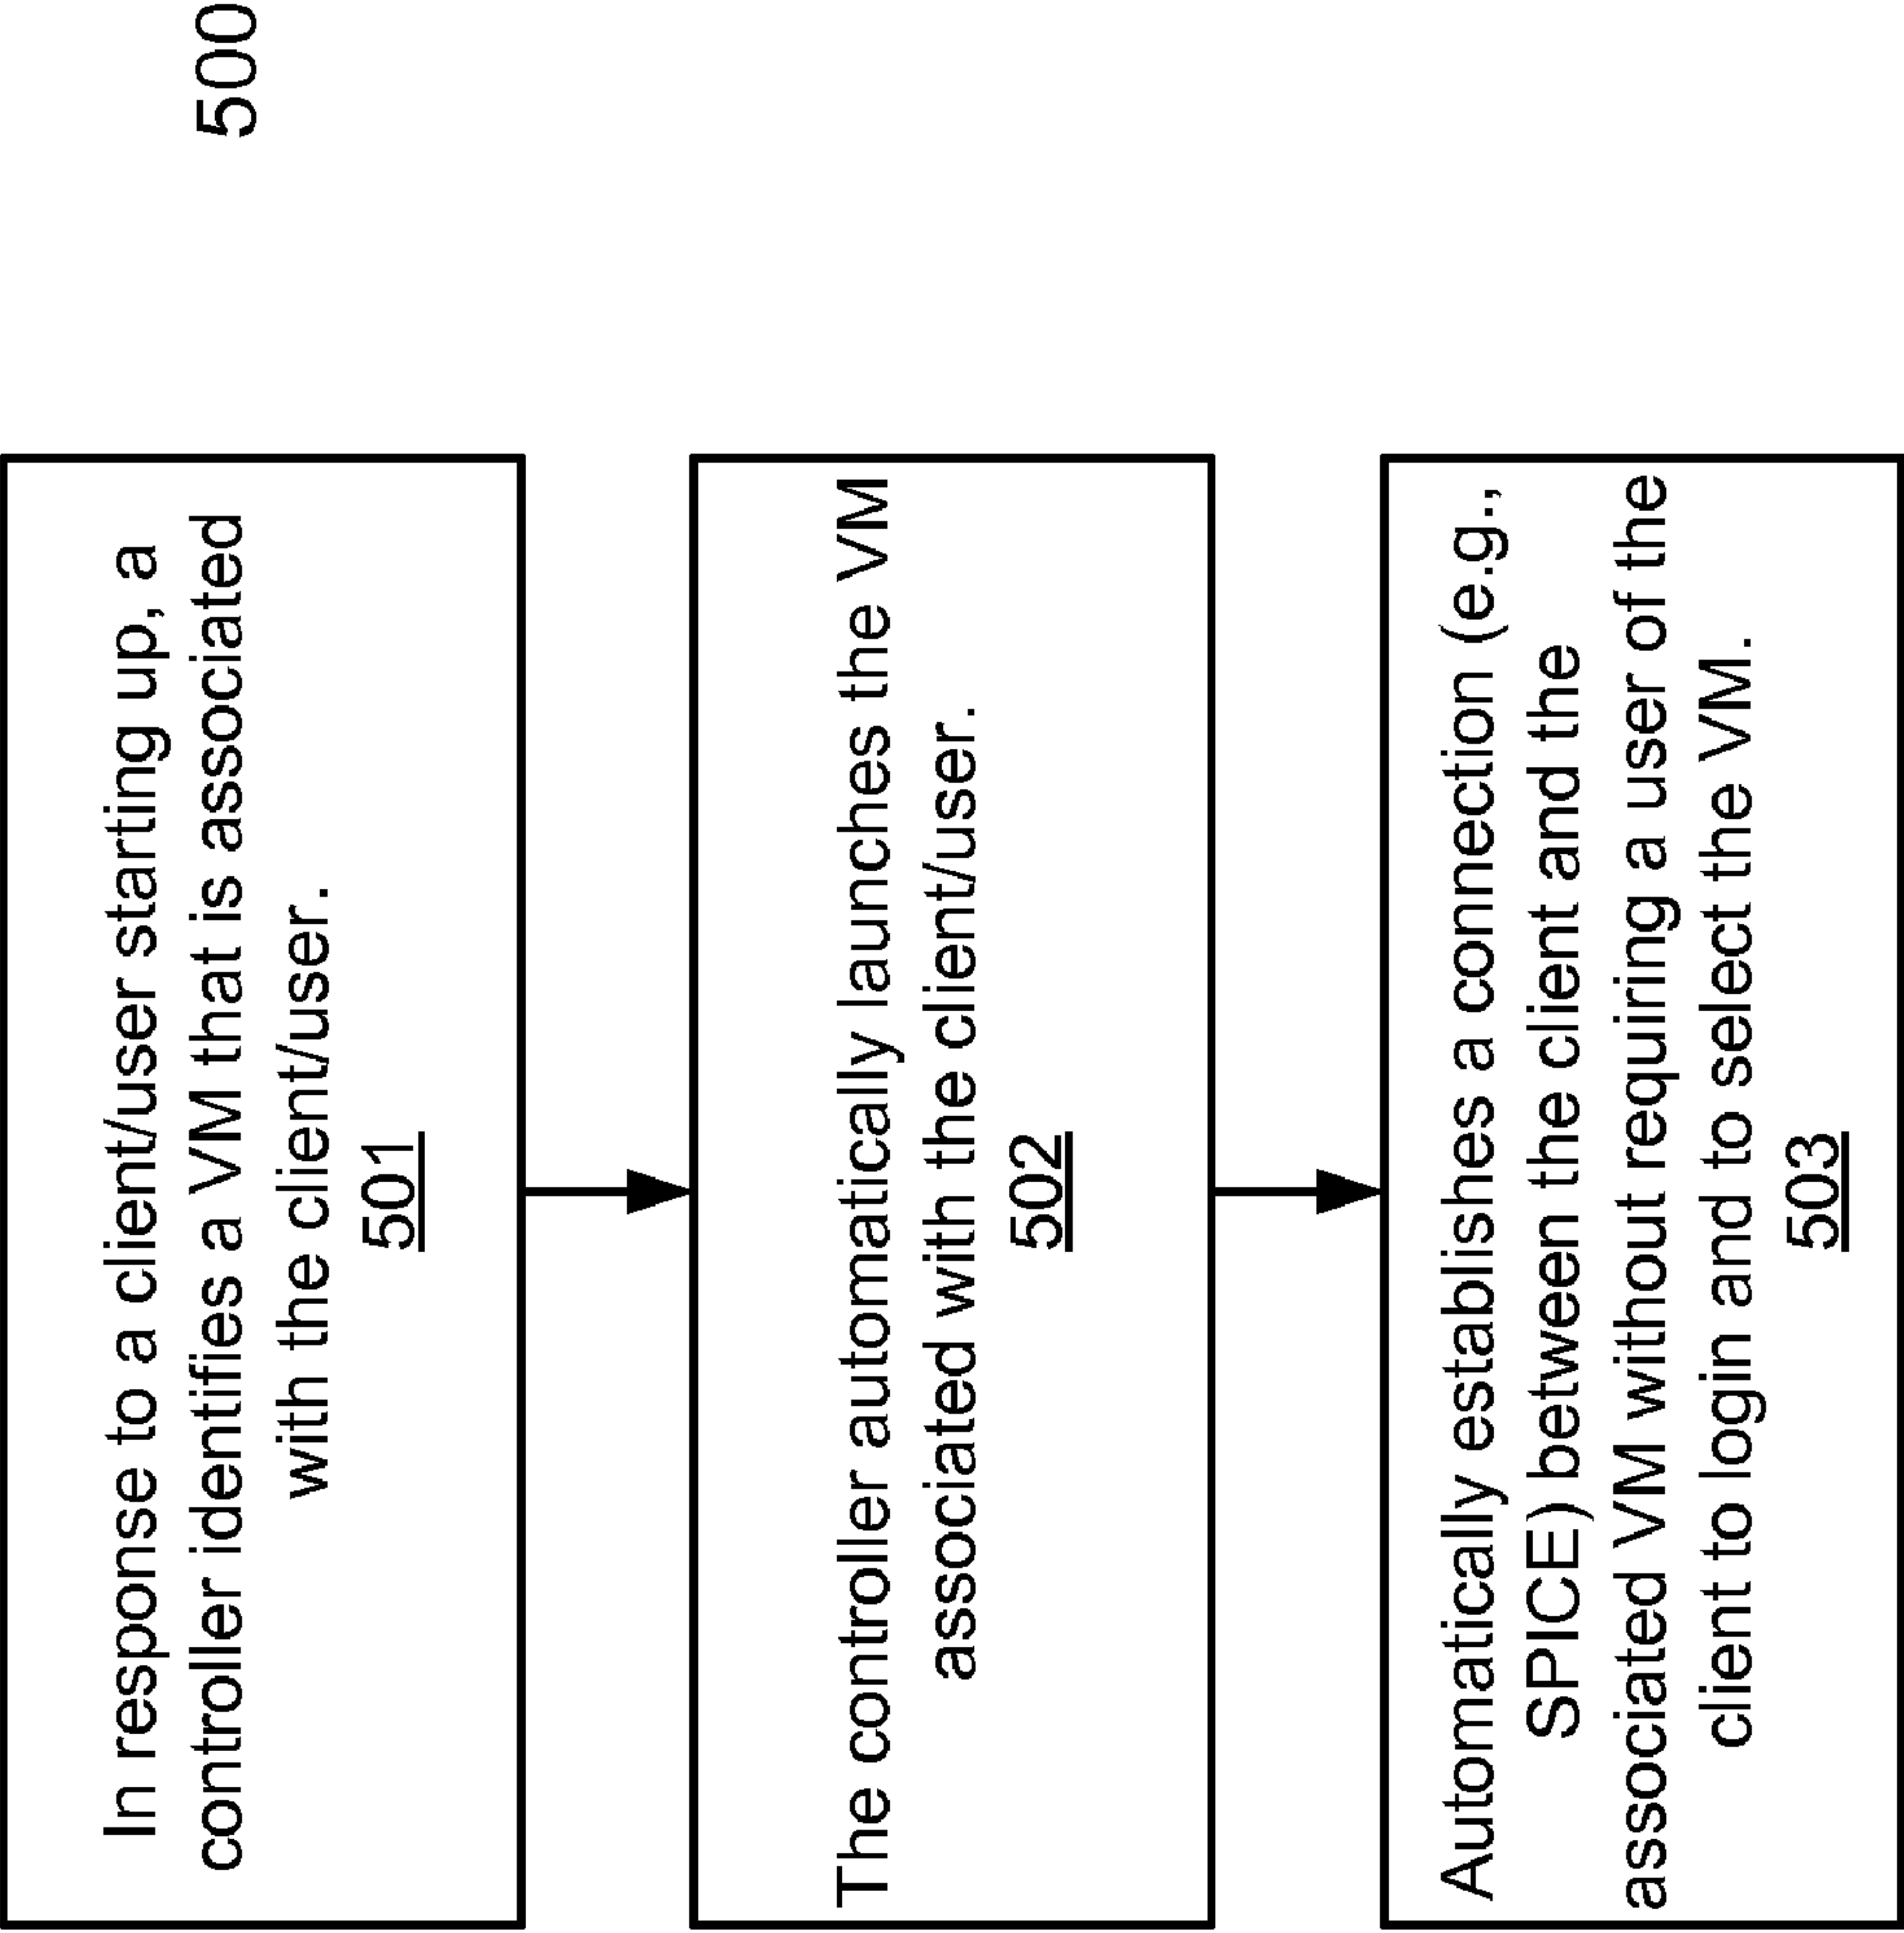 500
In response to a client/user starting up, a
controller identifies a VM that is associated
with the client/user.
501
The controller automatically launches the VM
associated with the client/user.
502
Automatically establishes a connection (e.g.,
SPICE) between the client and the
associated VM without requiring a user of the
client to login and to select the VM.
503